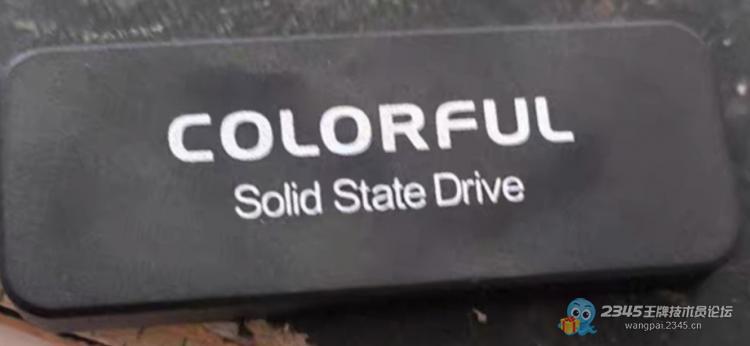 COLORFUL
Solid State Drive
2345王牌技术员论坛
wangpai.2345.cn